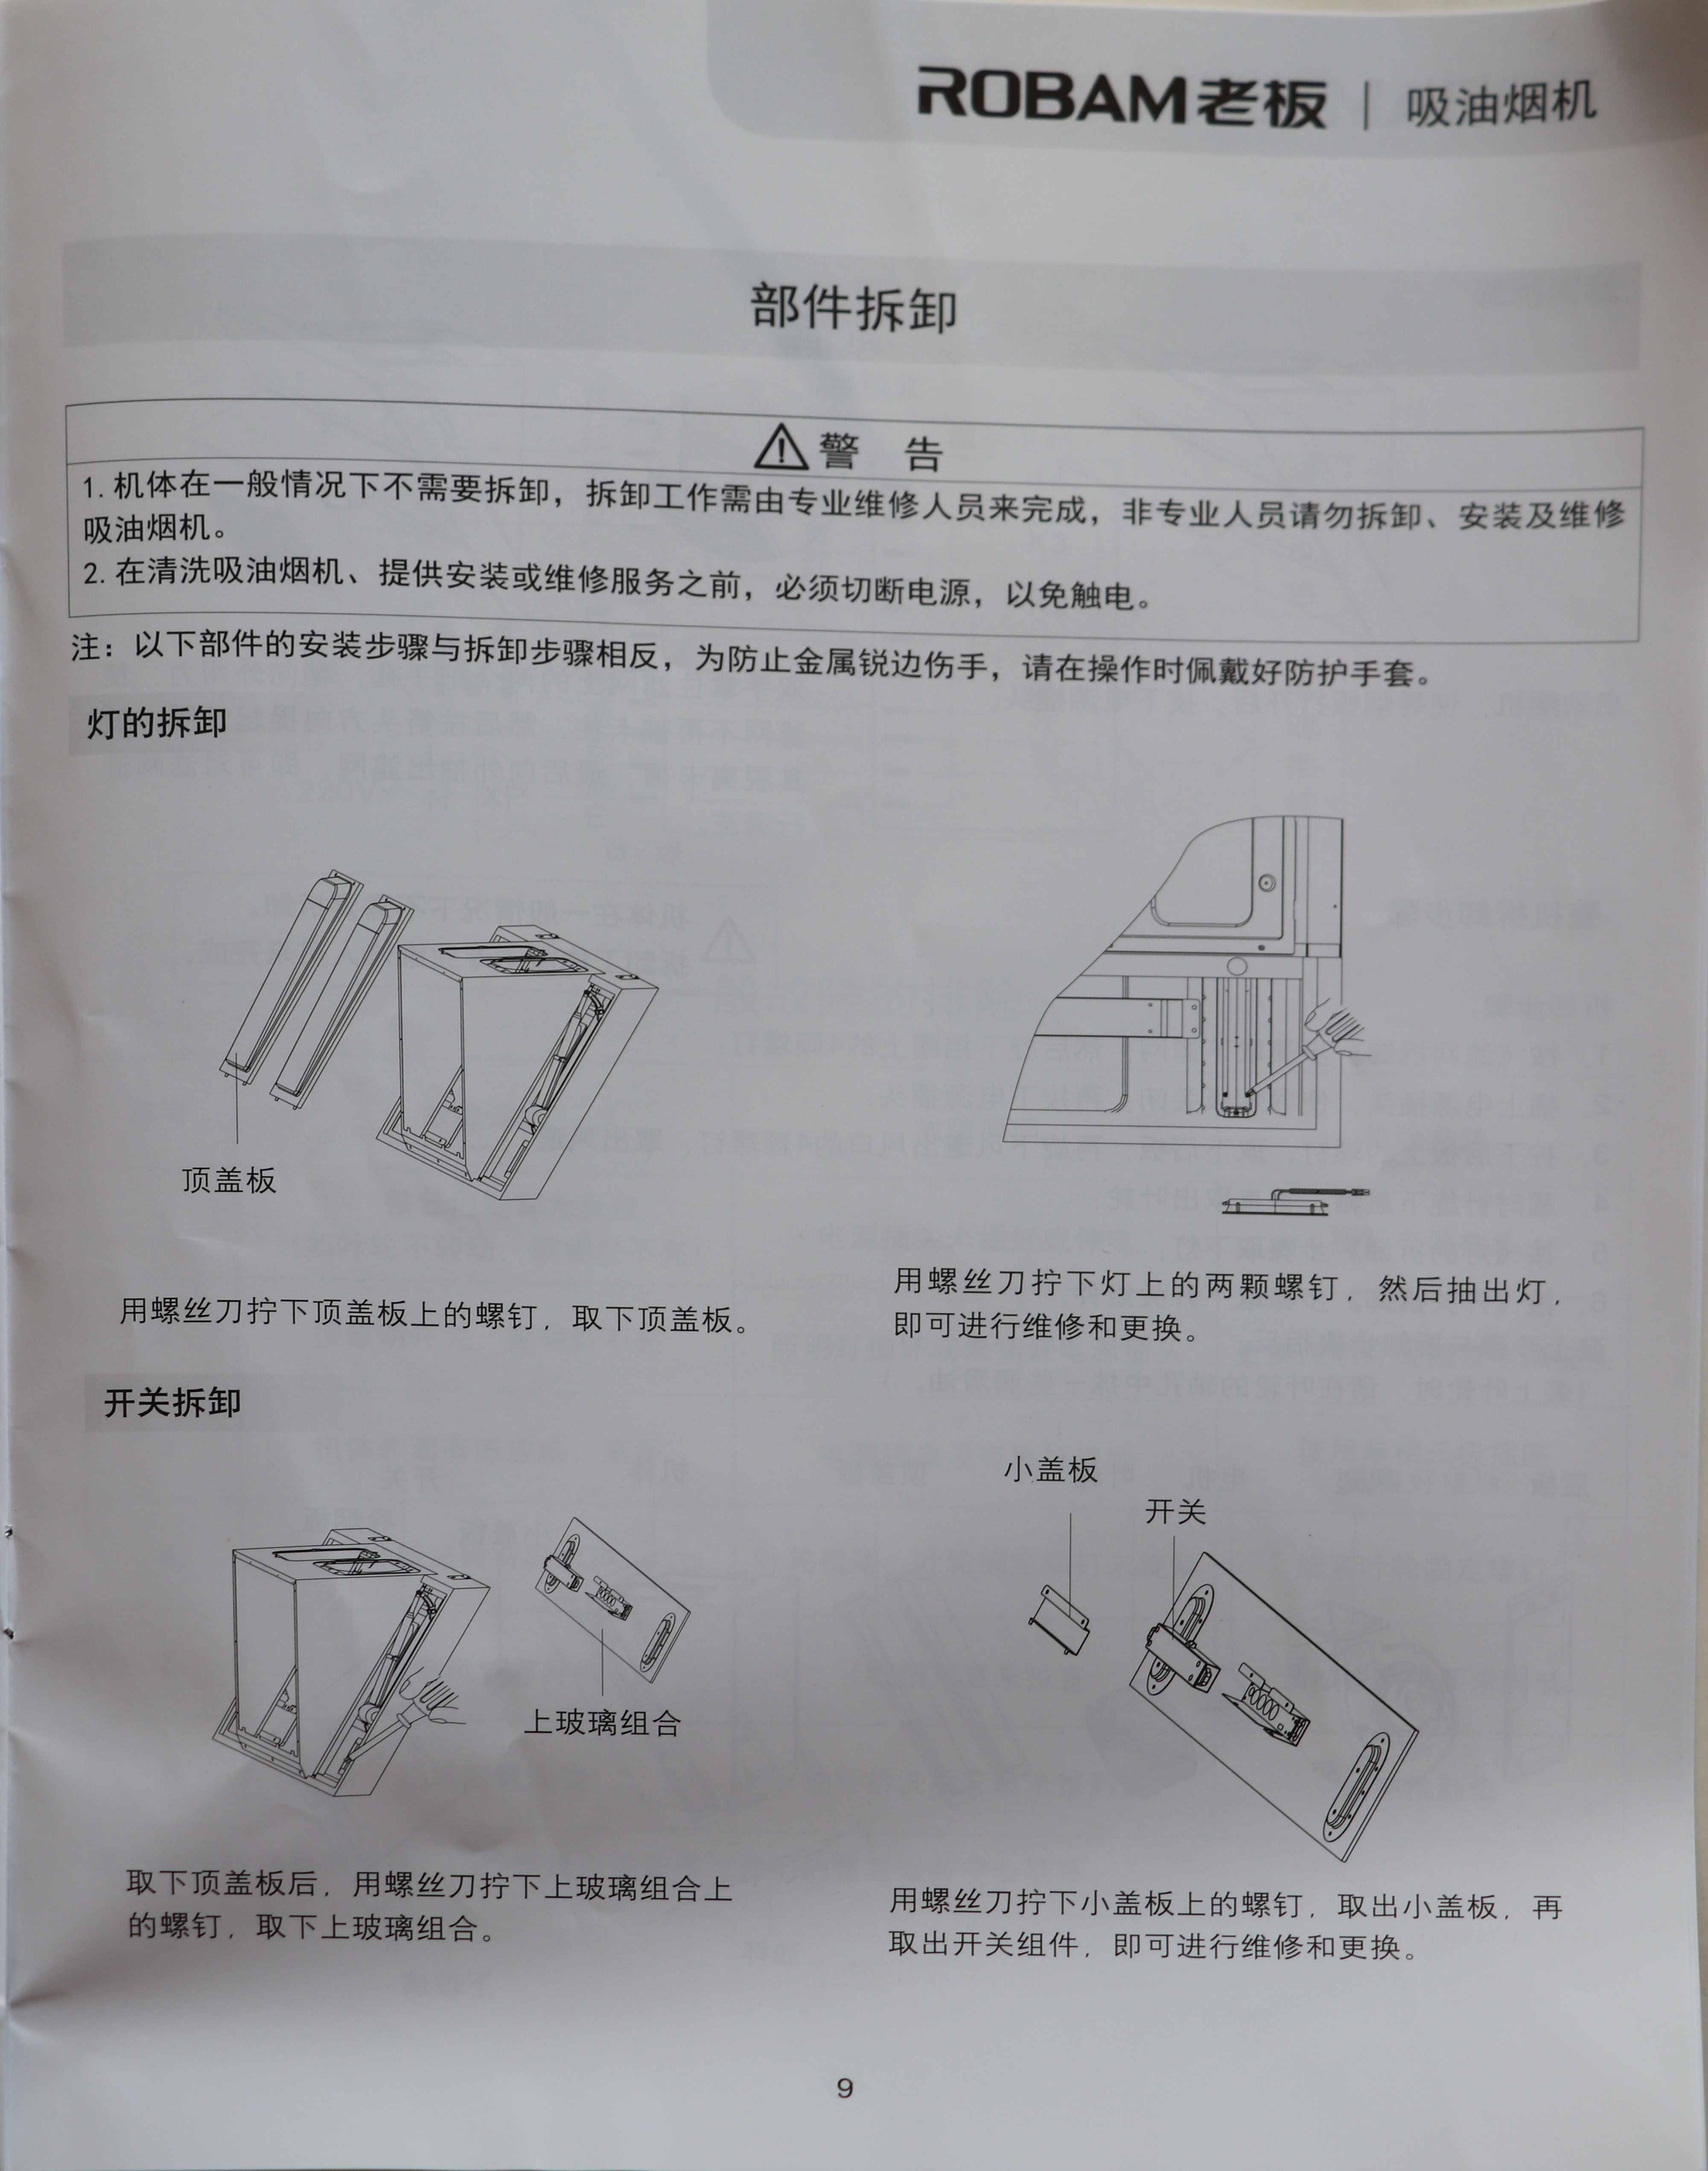 ROBAM老板 | 吸油烟机
部件拆卸
警 告
1. 机体在一般情况下不需要拆卸，拆卸工作需由专业维修人员来完成，非专业人员请勿拆卸、安装及维修
吸油烟机。
2. 在清洗吸油烟机、提供安装或维修服务之前，必须切断电源，以免触电。
注：以下部件的安装步骤与拆卸步骤相反，为防止金属锐边伤手，请在操作时佩戴好防护手套。
灯的拆卸
顶盖板
用螺丝刀拧下顶盖板上的螺钉，取下顶盖板。
用螺丝刀拧下灯上的两颗螺钉，然后抽出灯，
即可进行维修和更换。
开关拆卸
上玻璃组合
小盖板
开关
取下顶盖板后，用螺丝刀拧下上玻璃组合上
的螺钉，取下上玻璃组合。
用螺丝刀拧下小盖板上的螺钉，取出小盖板，再
取出开关组件，即可进行维修和更换。
9